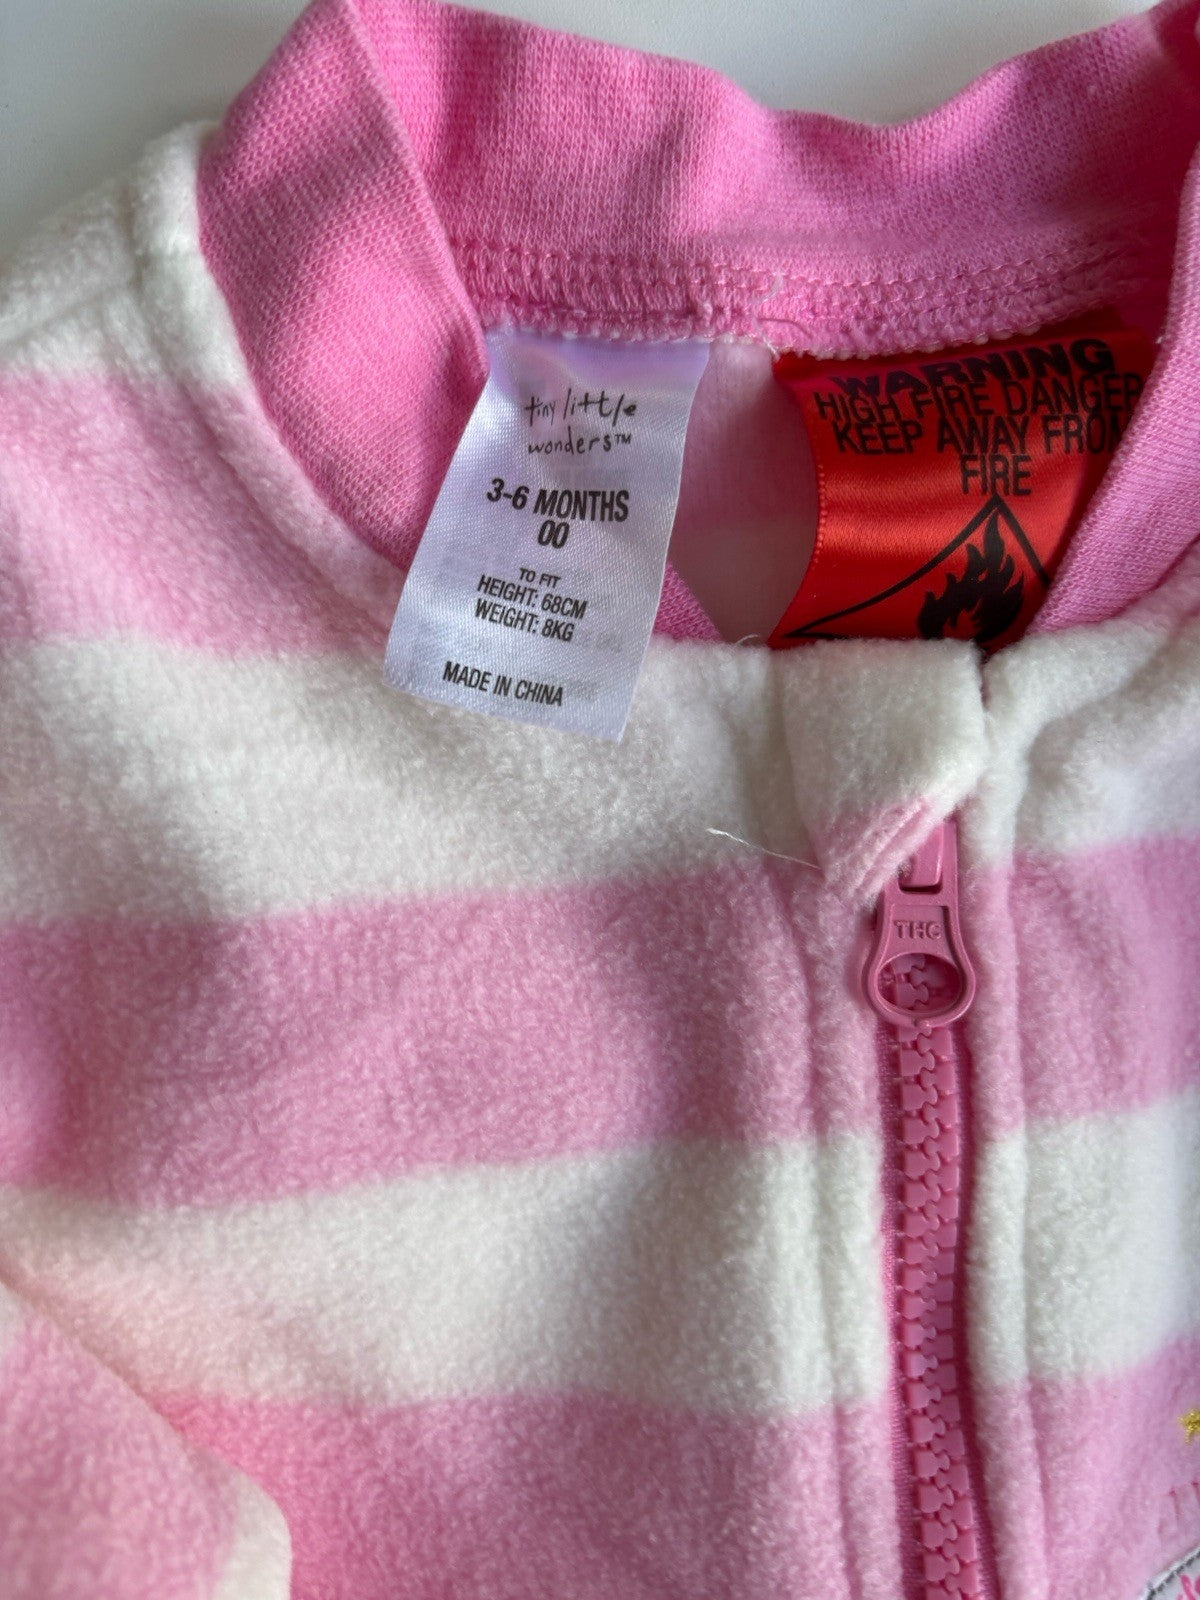 tiny little
wonders™
3-6 MONTHS
00
TO FIT
HEIGHT: 68CM
WEIGHT: 8KG
MADE IN CHINA
WARNING
HIGH FIRE DANGER
KEEP AWAY FROM
FIRE
THC